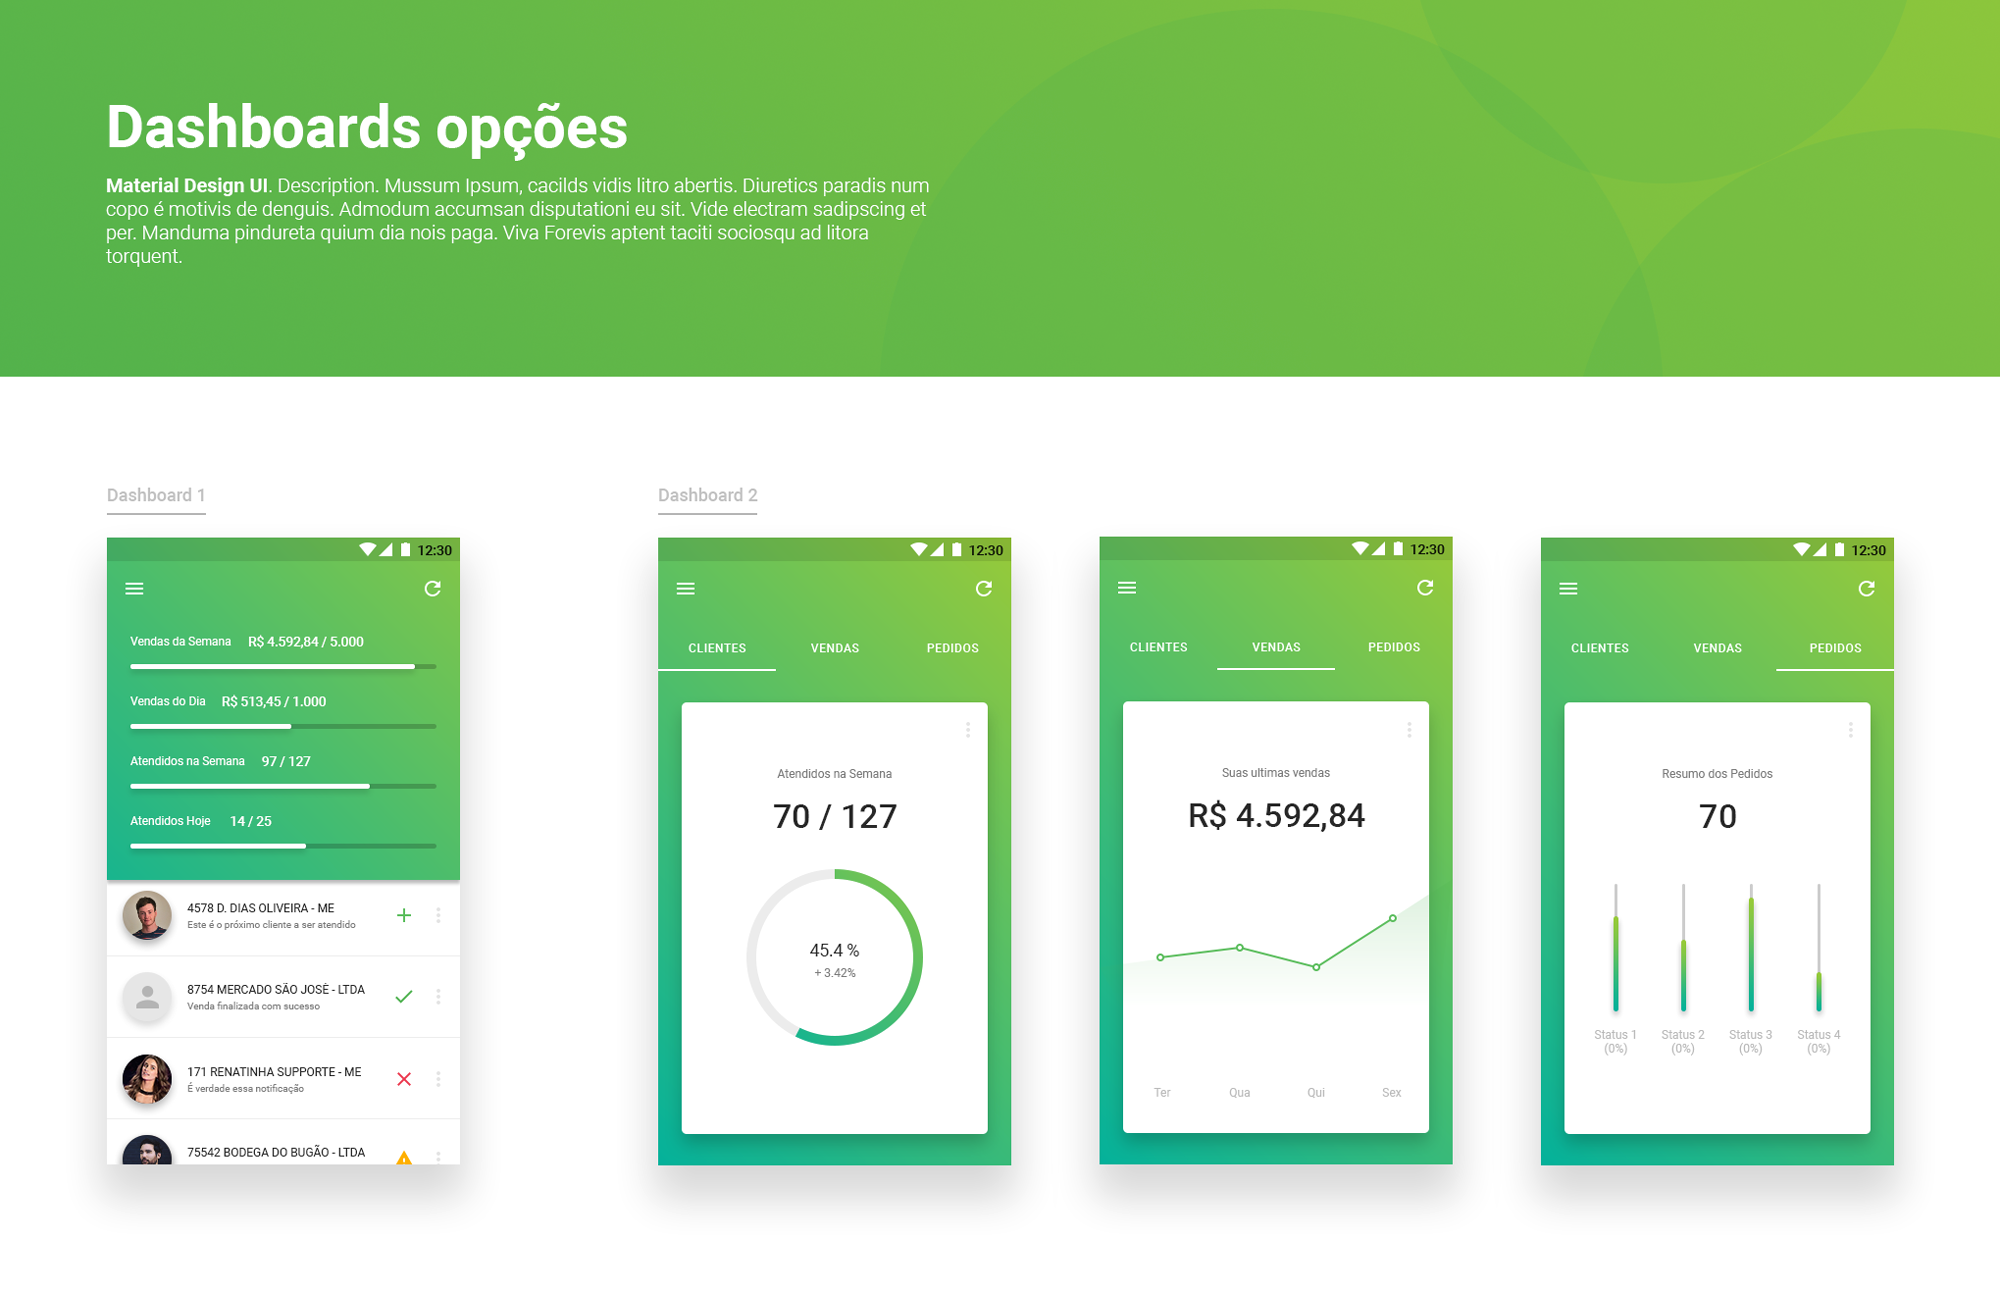 Dashboards opções
Material Design UI. Description. Mussum Ipsum, cacilds vidis litro abertis. Diuretics paradis num
copo é motivis de denguis. Admodum accumsan disputationi eu sit. Vide electram sadipscing et
per. Manduma pindureta quium dia nois paga. Viva Forevis aptent taciti sociosqu ad litora
torquent.
Dashboard 1
12:30
Vendas da Semana R$ 4.592,84 / 5.000
Vendas do Dia R$ 513,45 / 1.000
Atendidos na Semana 97 / 127
Atendidos Hoje 14 / 25
4578 D. DIAS OLIVEIRA - ME
Este é o próximo cliente a ser atendido
8754 MERCADO SÃO JOSÉ - LTDA
Venda finalizada com sucesso
171 RENATINHA SUPPORTE - ME
É verdade essa notificação
75542 BODEGA DO BUGÃO - LTDA
Dashboard 2
12:30
CLIENTES VENDAS PEDIDOS
Atendidos na Semana
70 / 127
45.4 %
+ 3.42%
12:30
CLIENTES VENDAS PEDIDOS
Suas ultimas vendas
R$ 4.592,84
Ter Qua Qui Sex
12:30
CLIENTES VENDAS PEDIDOS
Resumo dos Pedidos
70
Status 1 Status 2 Status 3 Status 4
(0%) (0%) (0%) (0%)